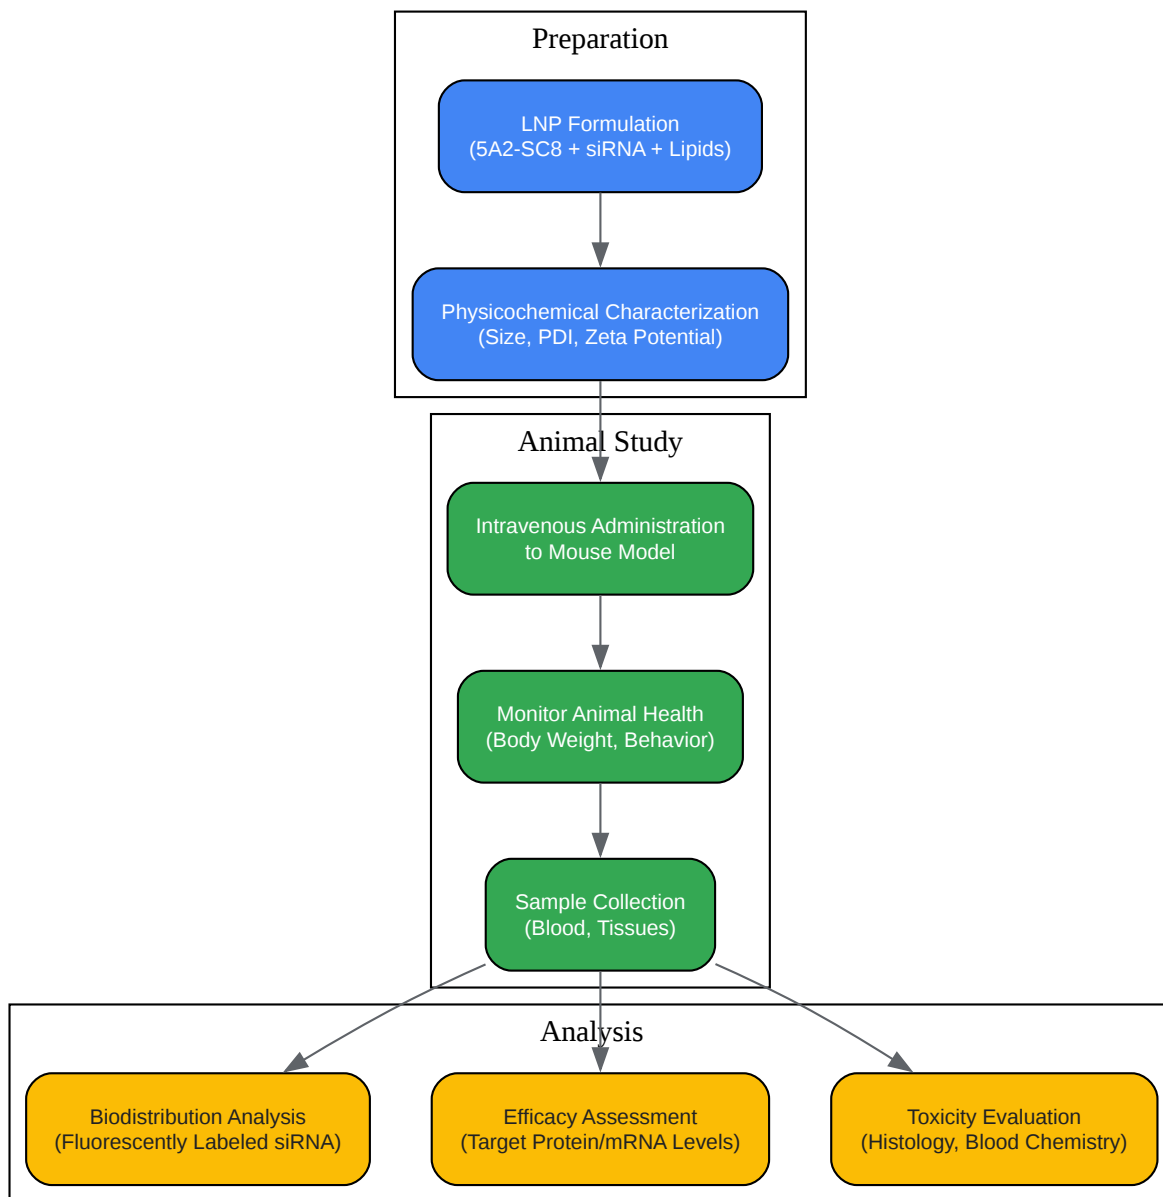 Preparation
LNP Formulation
(5A2-SC8 + siRNA + Lipids)
Physicochemical Characterization
(Size, PDI, Zeta Potential)
Animal Study
Intravenous Administration
to Mouse Model
Monitor Animal Health
(Body Weight, Behavior)
Sample Collection
(Blood, Tissues)
Analysis
Biodistribution Analysis
(Fluorescently Labeled siRNA)
Efficacy Assessment
(Target Protein/mRNA Levels)
Toxicity Evaluation
(Histology, Blood Chemistry)